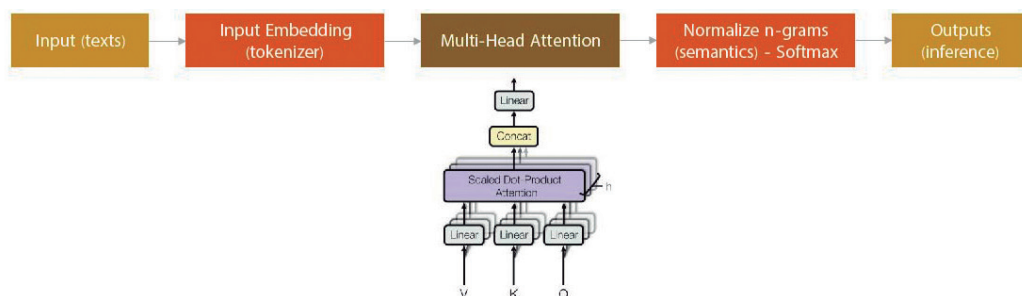 Input (texts)
Input Embedding
(tokenizer)
Multi-Head Attention
Normalize n-grams
(semantics) - Softmax
Outputs
(inference)
Linear
Concat
Scaled Dot-Product
Attention
h
Linear
Linear
Linear
V
K
Q